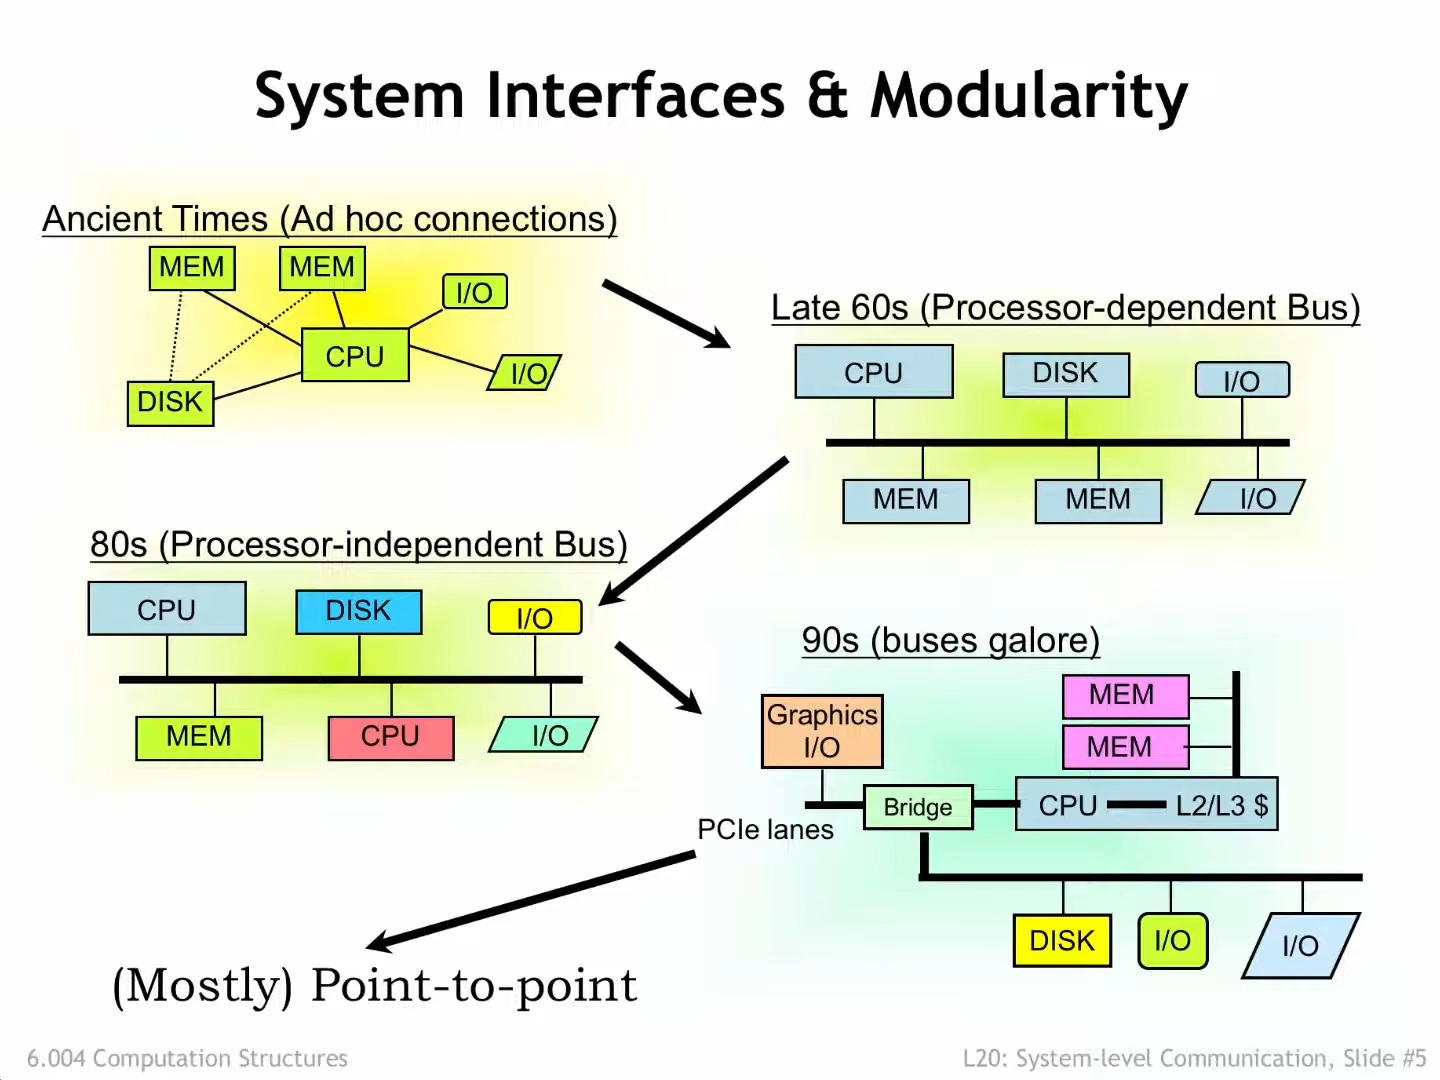 System Interfaces & Modularity
Ancient Times (Ad hoc connections)
MEM
MEM
I/O
CPU
I/O
DISK
Late 60s (Processor-dependent Bus)
CPU
DISK
I/O
MEM
MEM
I/O
80s (Processor-independent Bus)
CPU
DISK
I/O
MEM
CPU
I/O
90s (buses galore)
MEM
Graphics
I/O
MEM
Bridge
CPU
L2/L3 $
PCIe lanes
DISK
I/O
I/O
(Mostly) Point-to-point
6.004 Computation Structures
L20: System-level Communication, Slide #5